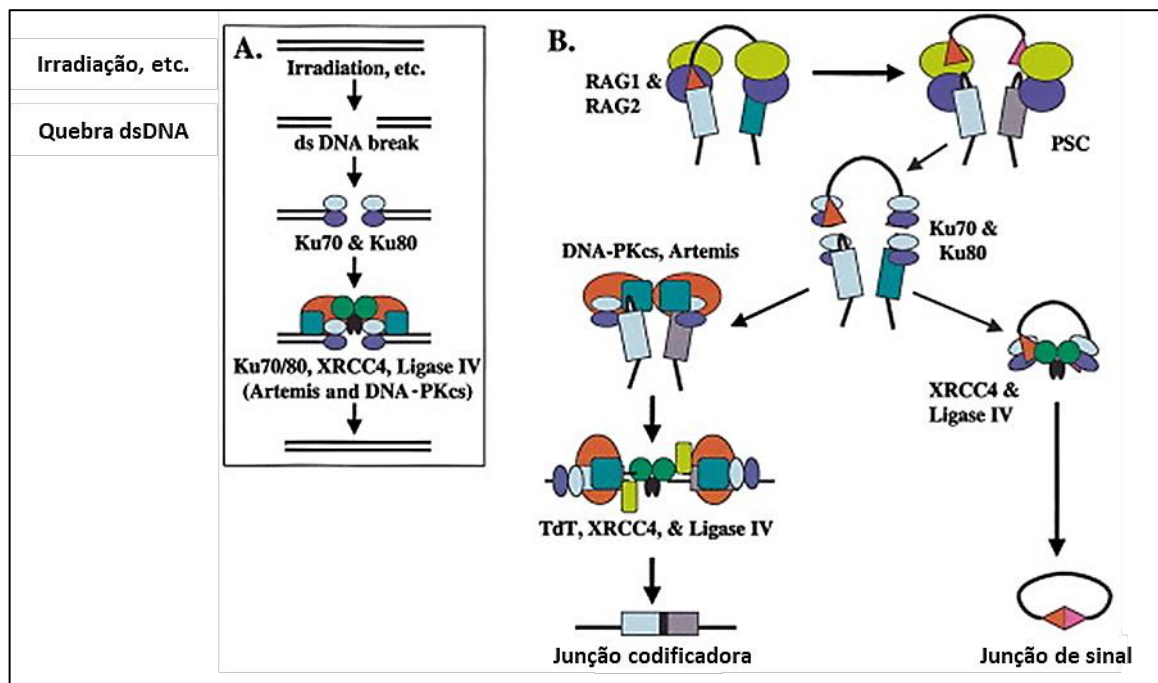 Irradiação, etc.
Quebra dsDNA
A.
Irradiation, etc.
ds DNA break
Ku70 & Ku80
Ku70/80, XRCC4, Ligase IV
(Artemis and DNA-PKcs)
B.
RAG1 &
RAG2
PSC
Ku70 &
Ku80
DNA-PKcs, Artemis
XRCC4 &
Ligase IV
TdT, XRCC4, & Ligase IV
Junção codificadora
Junção de sinal